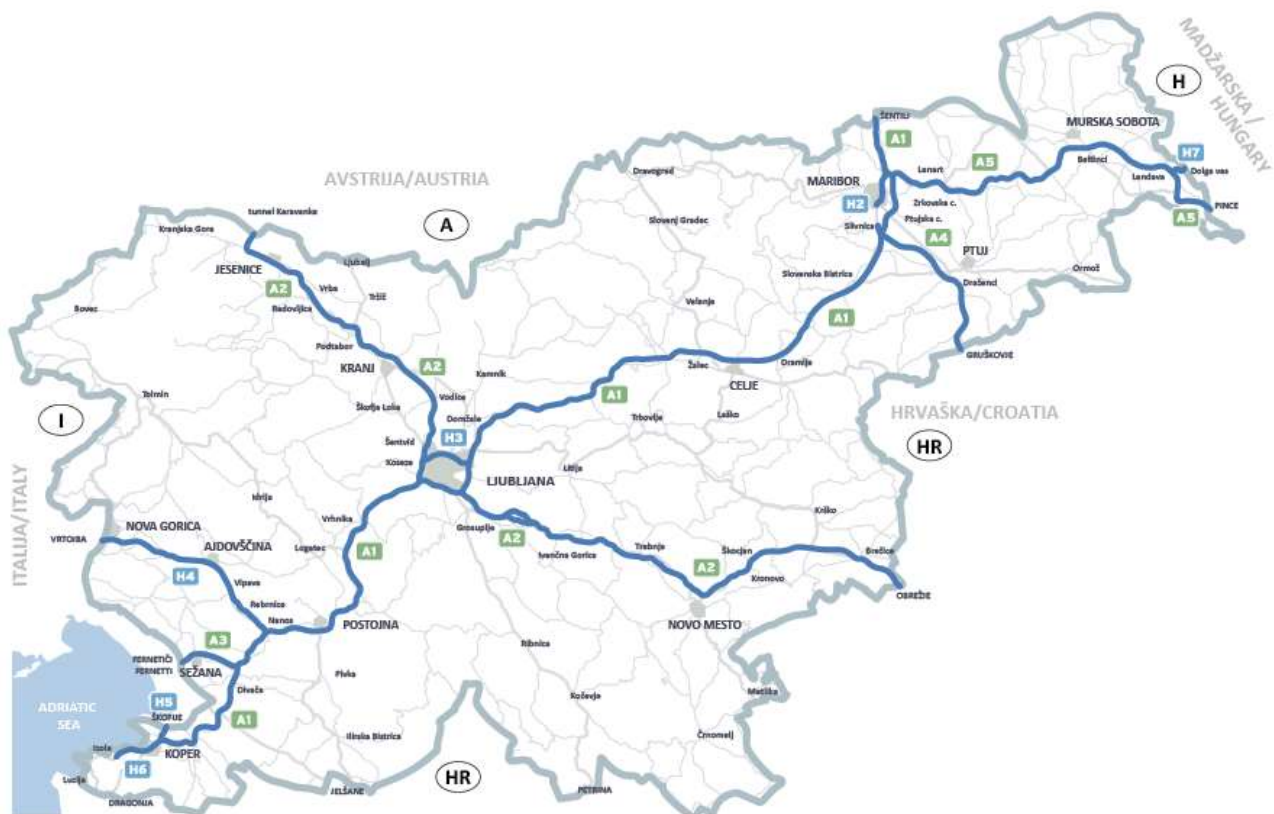 MADŽARSKA /
HUNGARY
H
ŠENTILJ
A1
MURSKA SOBOTA
Lenart
A5
Beltinci
H7
Dolga vas
Lendava
Dravograd
MARIBOR
AVSTRIJA/AUSTRIA
H2
Zrkovska c.
A5
PINCE
tunnel Karavanke
Kranjska Gora
A
Slovenj Gradec
Ptujska c.
Slivnica
A4
PTUJ
JESENICE
Ljubelj
Slovenska Bistrica
Ormož
A2
Vrba
Tržič
Draženci
Bovec
Radovljica
Velenje
A1
Podtabor
GRUŠKOVJE
KRANJ
A2
Kamnik
Žalec
Dramlje
CELJE
Tolmin
Vodice
A1
Škofja Loka
Domžale
Trbovlje
Laško
HRVAŠKA/CROATIA
I
Šentvid
H3
HR
Koseze
LJUBLJANA
Litija
ITALIJA/ITALY
Idrija
Vrhnika
Krško
NOVA GORICA
Grosuplje
VRTOJBA
AJDOVŠČINA
Logatec
A1
A2
Trebnje
Škocjan
Brežice
Ivančna Gorica
H4
Vipava
A2
Kronovo
Rebrnice
OBREŽJE
Nanos
POSTOJNA
NOVO MESTO
A3
Ribnica
FERNETIČI
FERNETTI
SEŽANA
Pivka
Divača
Kočevje
Metlika
H5
ADRIATIC
SEA
ŠKOFIJE
A1
Črnomelj
Izola
KOPER
Ilirska Bistrica
H6
Lucija
HR
DRAGONJA
JELŠANE
PETRINA